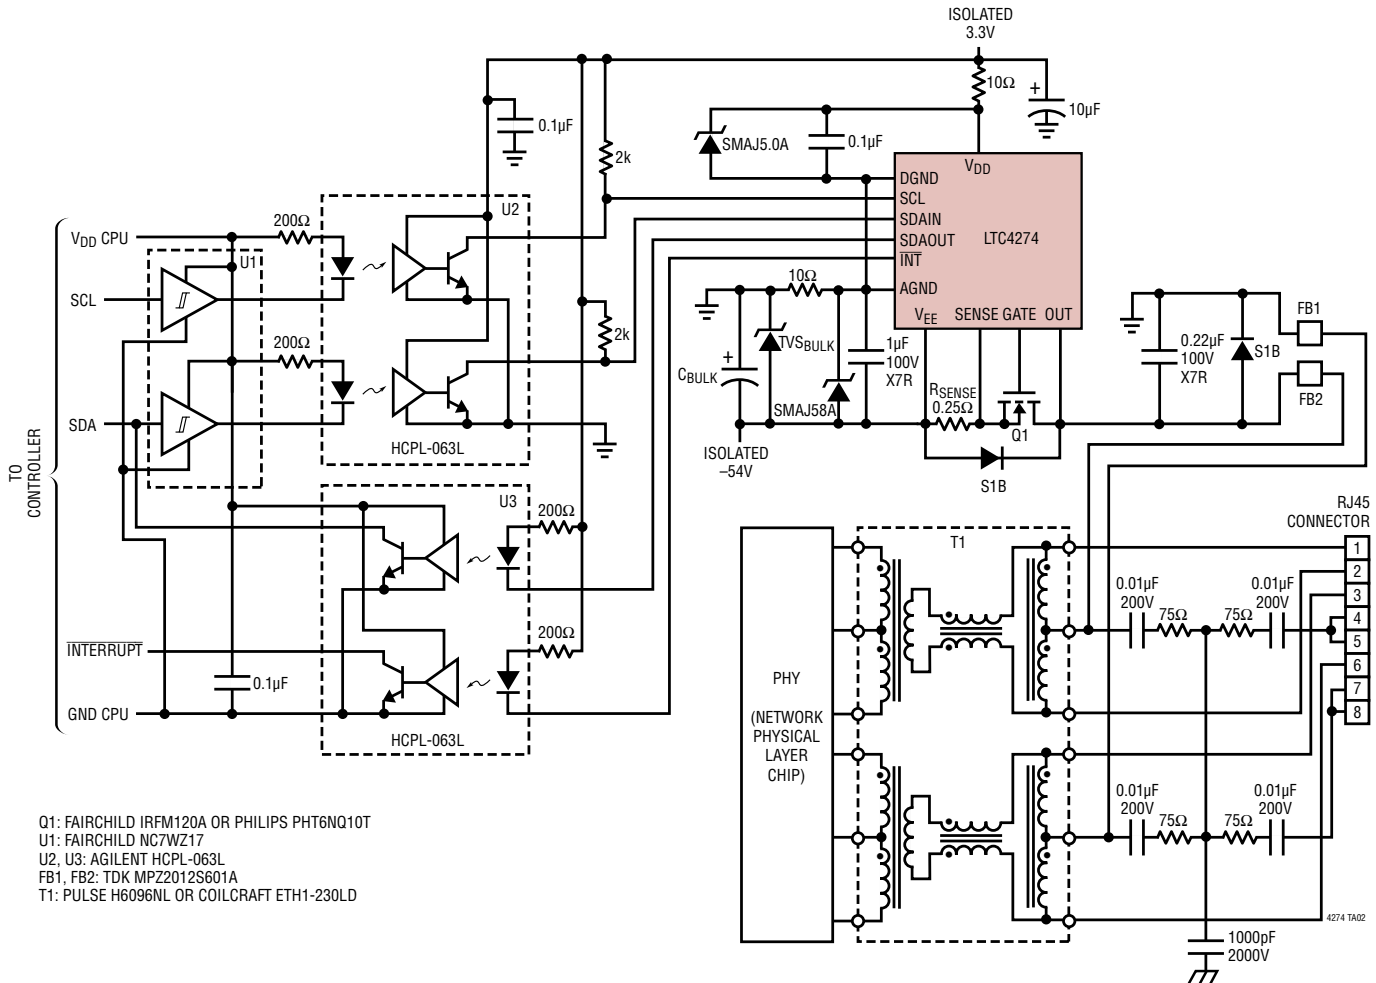 ISOLATED
3.3V
10Ω
+
10µF
0.1µF
SMAJ5.0A
0.1µF
2k
VDD
DGND
SCL
SDAIN
SDAOUT
INT
AGND
VEE
SENSE
GATE
OUT
LTC4274
U2
200Ω
VDD CPU
U1
SCL
200Ω
SDA
HCPL-063L
2k
10Ω
+
CBULK
TVSBULK
SMAJ58A
1µF
100V
X7R
RSENSE
0.25Ω
Q1
S1B
ISOLATED
–54V
0.22µF
100V
X7R
S1B
FB1
FB2
TO
CONTROLLER
U3
200Ω
200Ω
INTERRUPT
0.1µF
GND CPU
HCPL-063L
PHY
(NETWORK
PHYSICAL
LAYER
CHIP)
T1
RJ45
CONNECTOR
1
2
3
4
5
6
7
8
0.01µF
200V
75Ω
75Ω
0.01µF
200V
0.01µF
200V
75Ω
75Ω
0.01µF
200V
1000pF
2000V
Q1: FAIRCHILD IRFM120A OR PHILIPS PHT6NQ10T
U1: FAIRCHILD NC7WZ17
U2, U3: AGILENT HCPL-063L
FB1, FB2: TDK MPZ2012S601A
T1: PULSE H6096NL OR COILCRAFT ETH1-230LD
4274 TA02